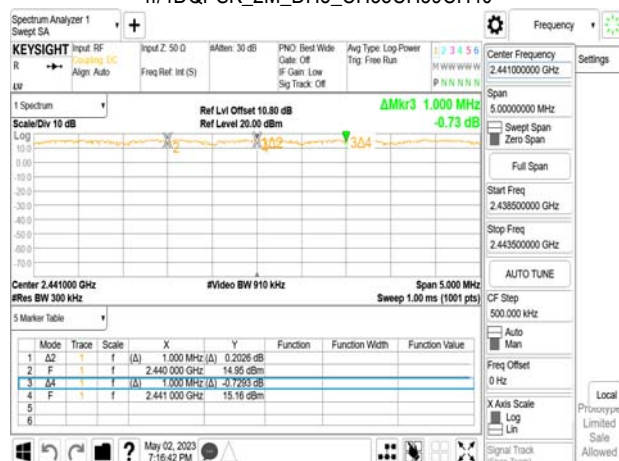 Spectrum Analyzer 1
Swept SA
Frequency
KEYSIGHT Input: RF
Coupling: DC
Align: Auto
Input Z: 50 Ω
Freq Ref: Int (S)
#Atten: 30 dB
PNO: Best Wide
Gate: Off
IF Gain: Low
Sig Track: Off
Avg Type: Log-Power
Trig: Free Run
1 2 3 4 5 6
M W W W W W
P N N N N N
R
LXI
1 Spectrum
Scale/Div 10 dB
Ref Lvl Offset 10.80 dB
Ref Level 20.00 dBm
ΔMkr3 1.000 MHz
-0.73 dB
Log
10.0
0.00
-10.0
-20.0
-30.0
-40.0
-50.0
-60.0
-70.0
3Δ4
Center 2.441000 GHz
#Res BW 300 kHz
#Video BW 910 kHz
Span 5.000 MHz
Sweep 1.00 ms (1001 pts)
5 Marker Table
Mode Trace Scale X Y Function Function Width Function Value
1 Δ2 1 f (Δ) 1.000 MHz (Δ) 0.2026 dB
2 F 1 f 2.440 000 GHz 14.95 dBm
3 Δ4 1 f (Δ) 1.000 MHz (Δ) -0.7293 dB
4 F 1 f 2.441 000 GHz 15.16 dBm
5
6
May 02, 2023
7:16:42 PM
Center Frequency
2.441000000 GHz
Span
5.00000000 MHz
Swept Span
Zero Span
Full Span
Start Freq
2.438500000 GHz
Stop Freq
2.443500000 GHz
AUTO TUNE
CF Step
500.000 kHz
Auto
Man
Freq Offset
0 Hz
X Axis Scale
Log
Lin
Signal Track
Settings
Local
Prototype
Limited
Sale
Allowed